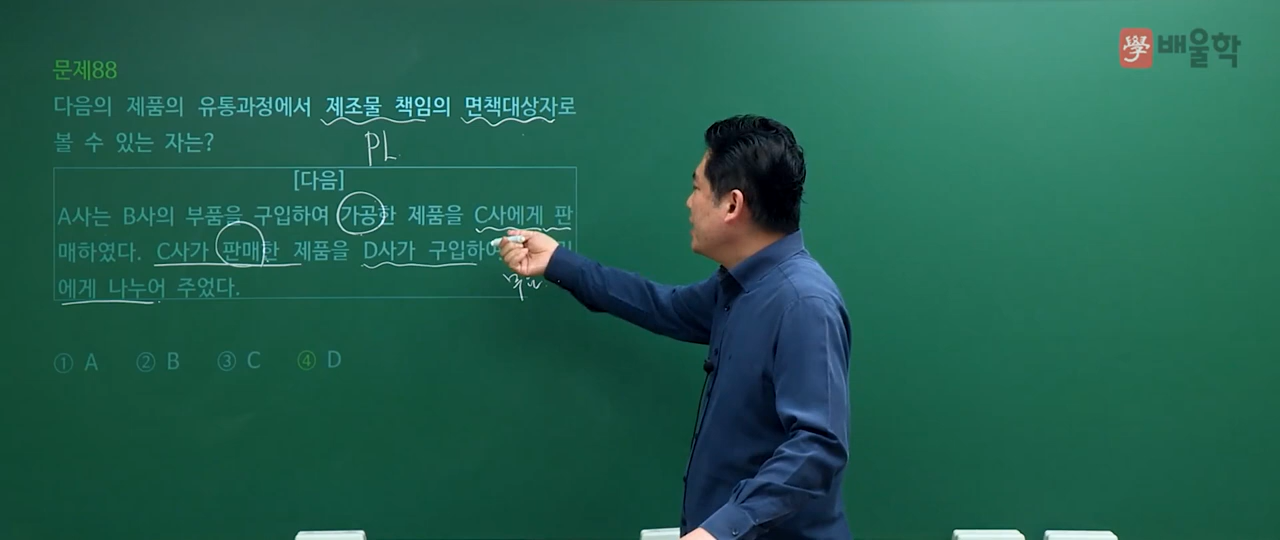 學 배울학
문제88
다음의 제품의 유통과정에서 제조물 책임의 면책대상자로
볼 수 있는 자는?
PL
[다음]
A사는 B사의 부품을 구입하여 가공한 제품을 C사에게 판
매하였다. C사가 판매한 제품을 D사가 구입하
에게 나누어 주었다.
① A ② B ③ C ④ D